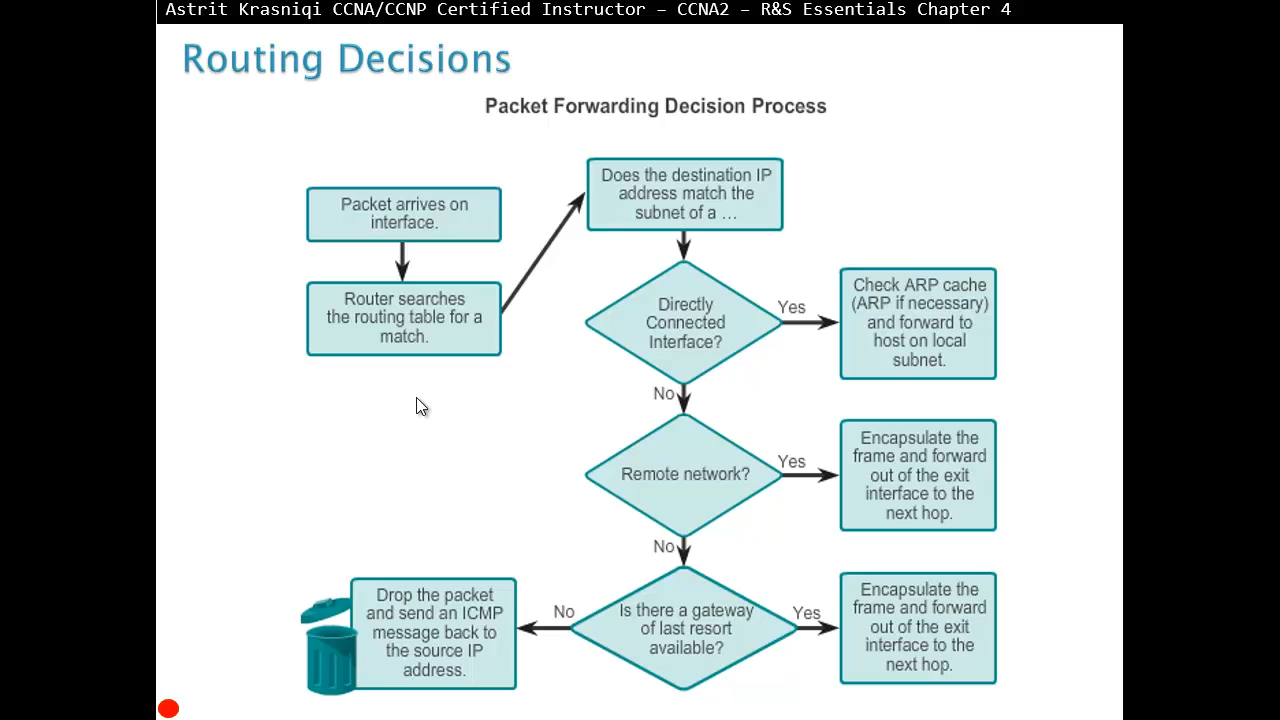 Astrit Krasniqi CCNA/CCNP Certified Instructor – CCNA2 – R&S Essentials Chapter 4
Routing Decisions
Packet Forwarding Decision Process
Packet arrives on
interface.
Router searches
the routing table for a
match.
Does the destination IP
address match the
subnet of a …
Directly
Connected
Interface?
Yes
Check ARP cache
(ARP if necessary)
and forward to
host on local
subnet.
No
Remote network?
Yes
Encapsulate the
frame and forward
out of the exit
interface to the
next hop.
No
Is there a gateway
of last resort
available?
Yes
Encapsulate the
frame and forward
out of the exit
interface to the
next hop.
No
Drop the packet
and send an ICMP
message back to
the source IP
address.